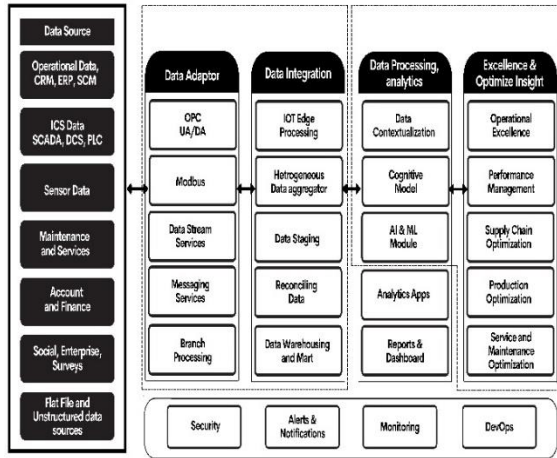 Data Source
Operational Data,
CRM, ERP, SCM
ICS Data
SCADA, DCS, PLC
Sensor Data
Maintenance
and Services
Account
and Finance
Social, Enterprise,
Surveys
Flat File and
Unstructured data
sources
Data Adaptor
OPC
UA/DA
Modbus
Data Stream
Services
Messaging
Services
Branch
Processing
Data Integration
IOT Edge
Processing
Hetrogeneous
Data aggregator
Data Staging
Reconciling
Data
Data Warehousing
and Mart
Data Processing,
analytics
Data
Contextualization
Cognitive
Model
AI & ML
Module
Analytics Apps
Reports &
Dashboard
Excellence &
Optimize Insight
Operational
Excellence
Performance
Management
Supply Chain
Optimization
Production
Optimization
Service and
Maintenance
Optimization
Security
Alerts &
Notifications
Monitoring
DevOps